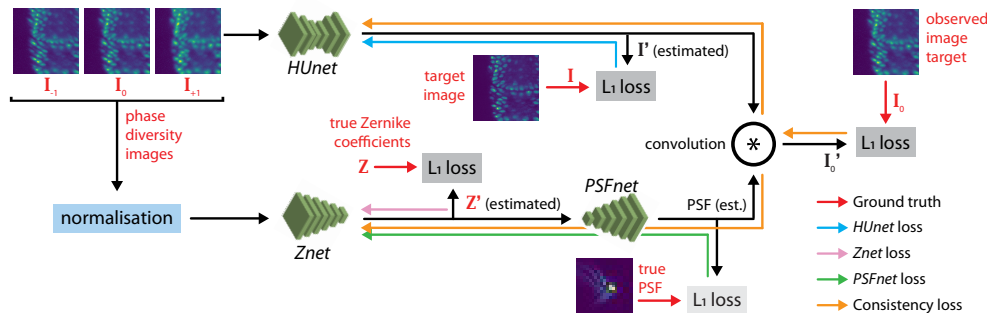 I-1
I0
I+1
phase
diversity
images
normalisation
HUnet
I' (estimated)
target
image
I
L1 loss
observed
image
target
I0
L1 loss
convolution
*
I0'
true Zernike
coefficients
Z
L1 loss
Z' (estimated)
Znet
PSFnet
PSF (est.)
true
PSF
L1 loss
Ground truth
HUnet loss
Znet loss
PSFnet loss
Consistency loss